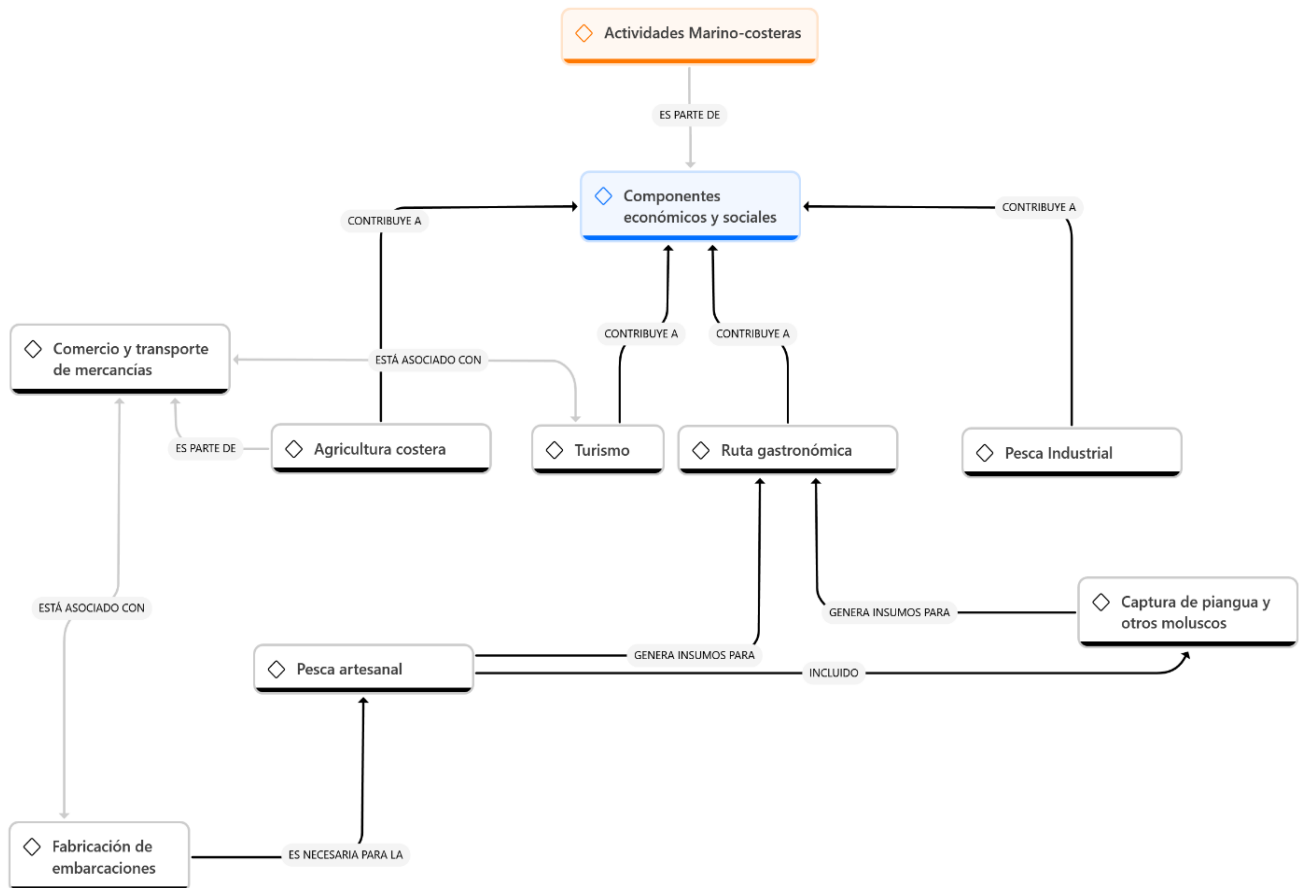 Actividades Marino-costeras
ES PARTE DE
Componentes
económicos y sociales
CONTRIBUYE A
CONTRIBUYE A
CONTRIBUYE A
CONTRIBUYE A
Comercio y transporte
de mercancías
ESTÁ ASOCIADO CON
ES PARTE DE
Agricultura costera
Turismo
Ruta gastronómica
Pesca Industrial
ESTÁ ASOCIADO CON
GENERA INSUMOS PARA
Captura de piangua y
otros moluscos
Pesca artesanal
GENERA INSUMOS PARA
INCLUIDO
Fabricación de
embarcaciones
ES NECESARIA PARA LA